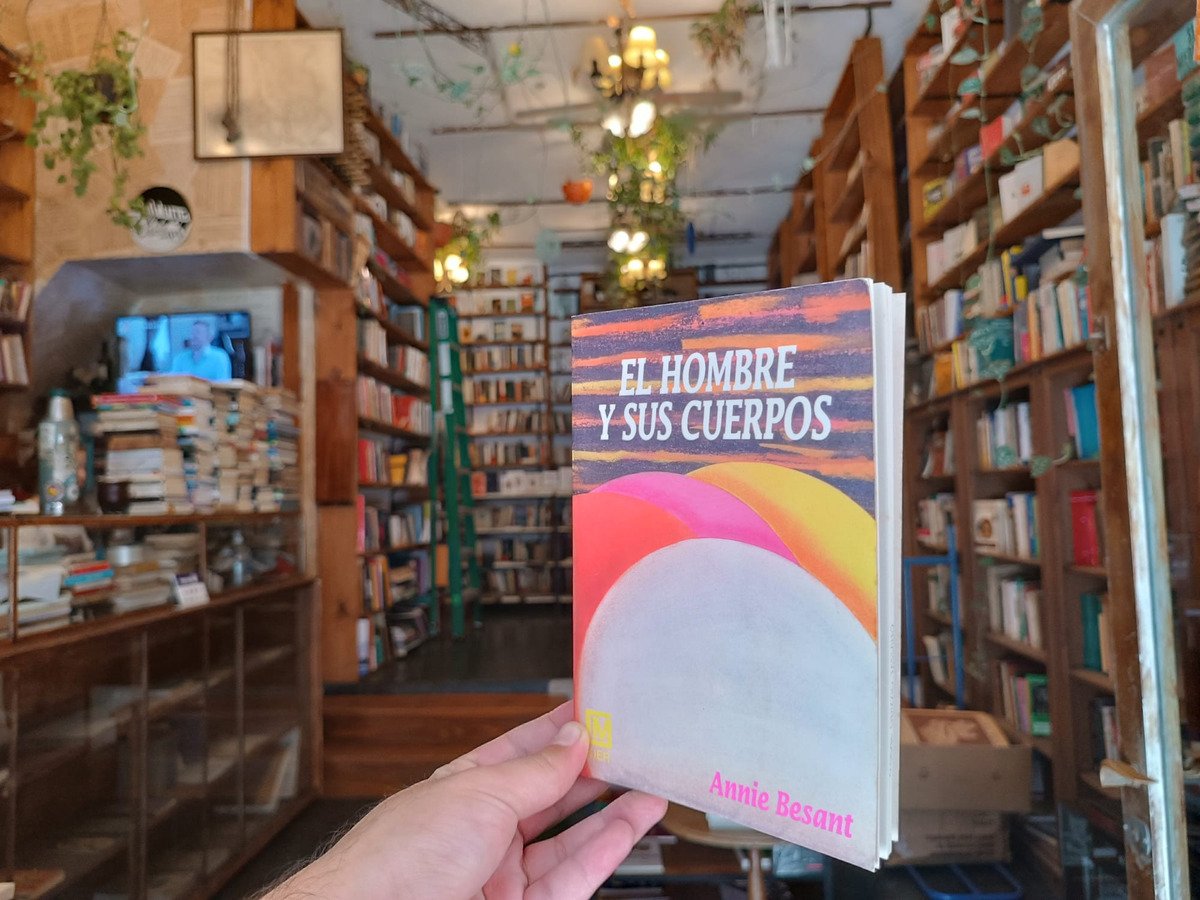 EL HOMBRE
Y SUS CUERPOS
Annie Besant